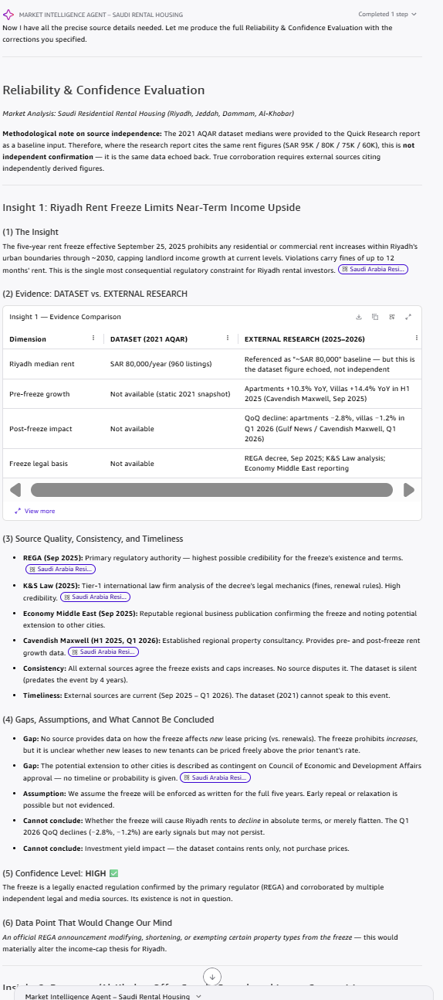 MARKET INTELLIGENCE AGENT – SAUDI RENTAL HOUSING
Completed 1 step
Now I have all the precise source details needed. Let me produce the full Reliability & Confidence Evaluation with the
corrections you specified.
Reliability & Confidence Evaluation
Market Analysis: Saudi Residential Rental Housing (Riyadh, Jeddah, Dammam, Al-Khobar)
Methodological note on source independence: The 2021 AQAR dataset medians were provided to the Quick Research report
as a baseline input. Therefore, where the research report cites the same rent figures (SAR 95K / 80K / 75K / 60K), this is not
independent confirmation — it is the same data echoed back. True corroboration requires external sources citing
independently derived figures.
Insight 1: Riyadh Rent Freeze Limits Near-Term Income Upside
(1) The Insight
The five-year rent freeze effective September 25, 2025 prohibits any residential or commercial rent increases within Riyadh's
urban boundaries through ~2030, capping landlord income growth at current levels. Violations carry fines of up to 12
months' rent. This is the single most consequential regulatory constraint for Riyadh rental investors. Saudi Arabia Resi...
(2) Evidence: DATASET vs. EXTERNAL RESEARCH
Insight 1 — Evidence Comparison
Dimension
DATASET (2021 AQAR)
EXTERNAL RESEARCH (2025–2026)
Riyadh median rent
SAR 80,000/year (960 listings)
Referenced as "~SAR 80,000" baseline — but this is
the dataset figure echoed, not independent
Pre-freeze growth
Not available (static 2021 snapshot)
Apartments +10.3% YoY, Villas +14.4% YoY in H1
2025 (Cavendish Maxwell, Sep 2025)
Post-freeze impact
Not available
QoQ decline: apartments −2.8%, villas −1.2% in
Q1 2026 (Gulf News / Cavendish Maxwell, Q1
2026)
Freeze legal basis
Not available
REGA decree, Sep 2025; K&S Law analysis;
Economy Middle East reporting
View more
(3) Source Quality, Consistency, and Timeliness
• REGA (Sep 2025): Primary regulatory authority — highest possible credibility for the freeze's existence and terms.
Saudi Arabia Resi...
• K&S Law (2025): Tier-1 international law firm analysis of the decree's legal mechanics (fines, renewal rules). High
credibility. Saudi Arabia Resi...
• Economy Middle East (Sep 2025): Reputable regional business publication confirming the freeze and noting potential
extension to other cities.
• Cavendish Maxwell (H1 2025, Q1 2026): Established regional property consultancy. Provides pre- and post-freeze rent
growth data. Saudi Arabia Resi...
• Consistency: All external sources agree the freeze exists and caps increases. No source disputes it. The dataset is silent
(predates the event by 4 years).
• Timeliness: External sources are current (Sep 2025 – Q1 2026). The dataset (2021) cannot speak to this event.
(4) Gaps, Assumptions, and What Cannot Be Concluded
• Gap: No source provides data on how the freeze affects new lease pricing (vs. renewals). The freeze prohibits increases,
but it is unclear whether new leases to new tenants can be priced freely above the prior tenant's rate.
• Gap: The potential extension to other cities is described as contingent on Council of Economic and Development Affairs
approval — no timeline or probability is given. Saudi Arabia Resi...
• Assumption: We assume the freeze will be enforced as written for the full five years. Early repeal or relaxation is
possible but not evidenced.
• Cannot conclude: Whether the freeze will cause Riyadh rents to decline in absolute terms, or merely flatten. The Q1
2026 QoQ declines (−2.8%, −1.2%) are early signals but may not persist.
• Cannot conclude: Investment yield impact — the dataset contains rents only, not purchase prices.
(5) Confidence Level: HIGH ✅
The freeze is a legally enacted regulation confirmed by the primary regulator (REGA) and corroborated by multiple
independent legal and media sources. Its existence is not in question.
(6) Data Point That Would Change Our Mind
An official REGA announcement modifying, shortening, or exempting certain property types from the freeze — this would
materially alter the income-cap thesis for Riyadh.
Market Intelligence Agent – Saudi Rental Housing